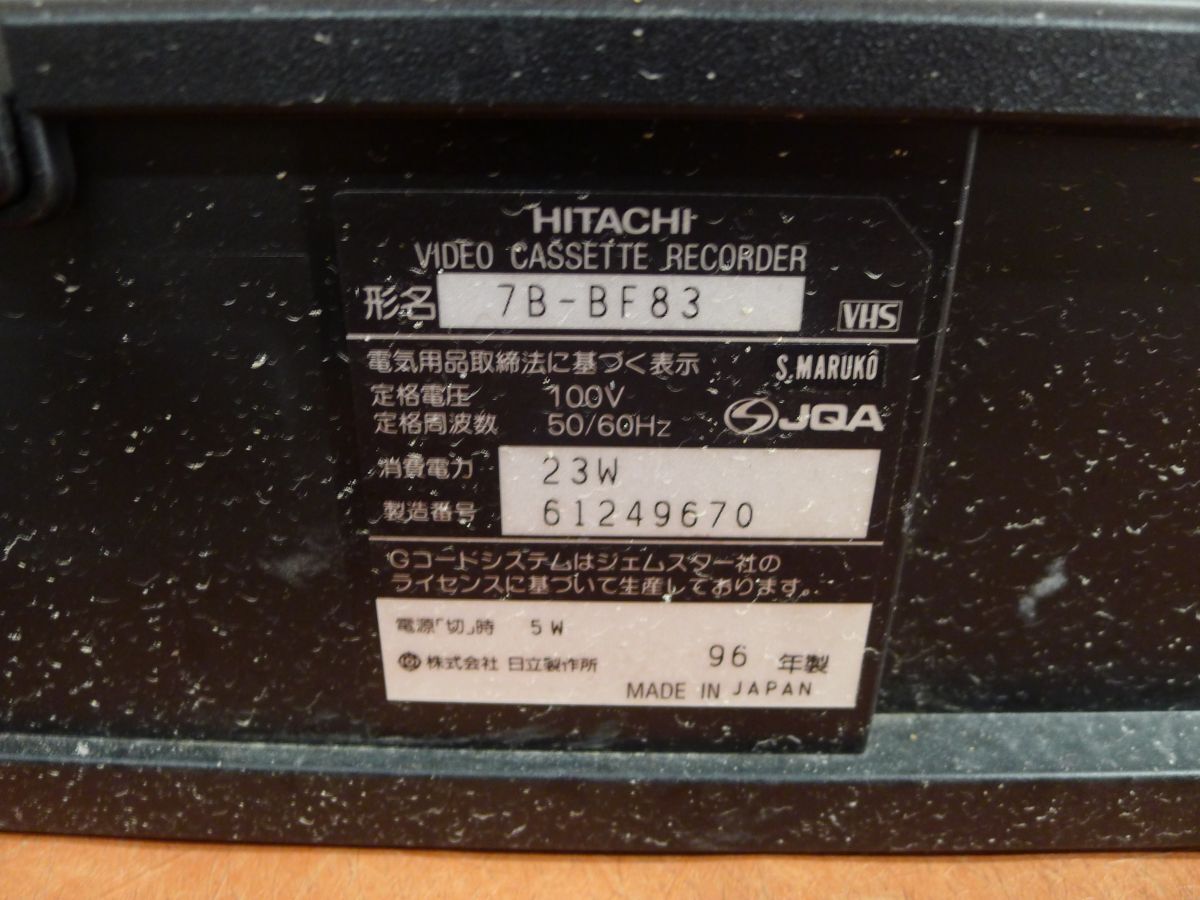 HITACHI
VIDEO CASSETTE RECORDER
形名 7B-BF83
VHS
電気用品取締法に基づく表示 S.MARUKÔ
定格電圧 100V
定格周波数 50/60Hz JQA
消費電力 23W
製造番号 61249670
Gコードシステムはジェムスター社の
ライセンスに基づいて生産しております。
電源「切」時 5W
株式会社 日立製作所 96 年製
MADE IN JAPAN